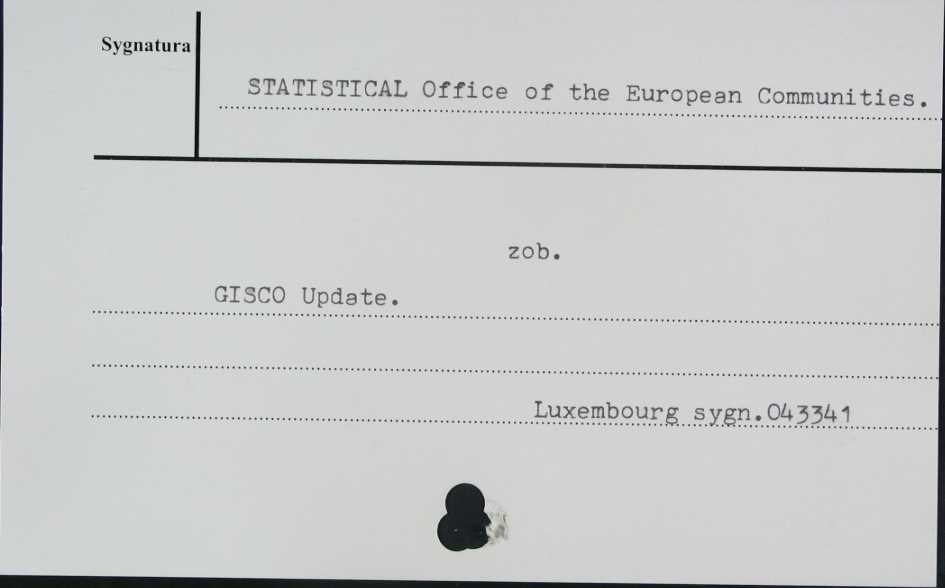 Sygnatura
STATISTICAL Office of the European Communities.
zob.
GISCO Update.
Luxembourg sygn.043341